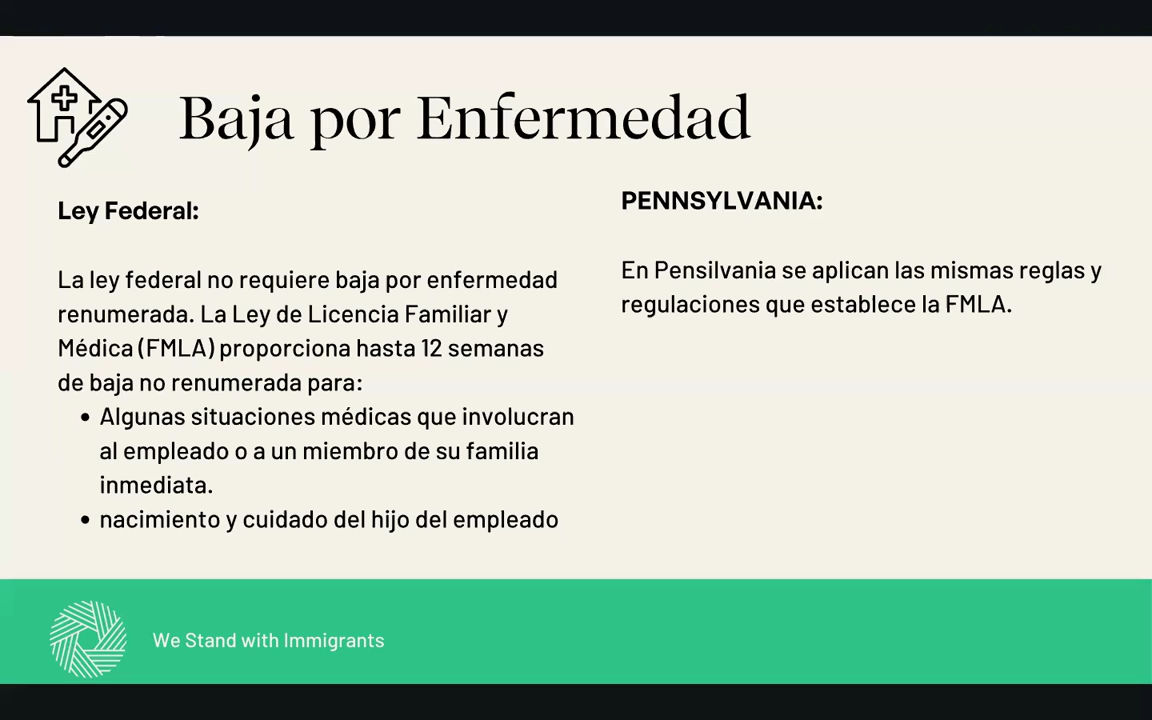 Baja por Enfermedad
Ley Federal:
La ley federal no requiere baja por enfermedad
renumerada. La Ley de Licencia Familiar y
Médica (FMLA) proporciona hasta 12 semanas
de baja no renumerada para:
• Algunas situaciones médicas que involucran
al empleado o a un miembro de su familia
inmediata.
• nacimiento y cuidado del hijo del empleado
PENNSYLVANIA:
En Pensilvania se aplican las mismas reglas y
regulaciones que establece la FMLA.
We Stand with Immigrants